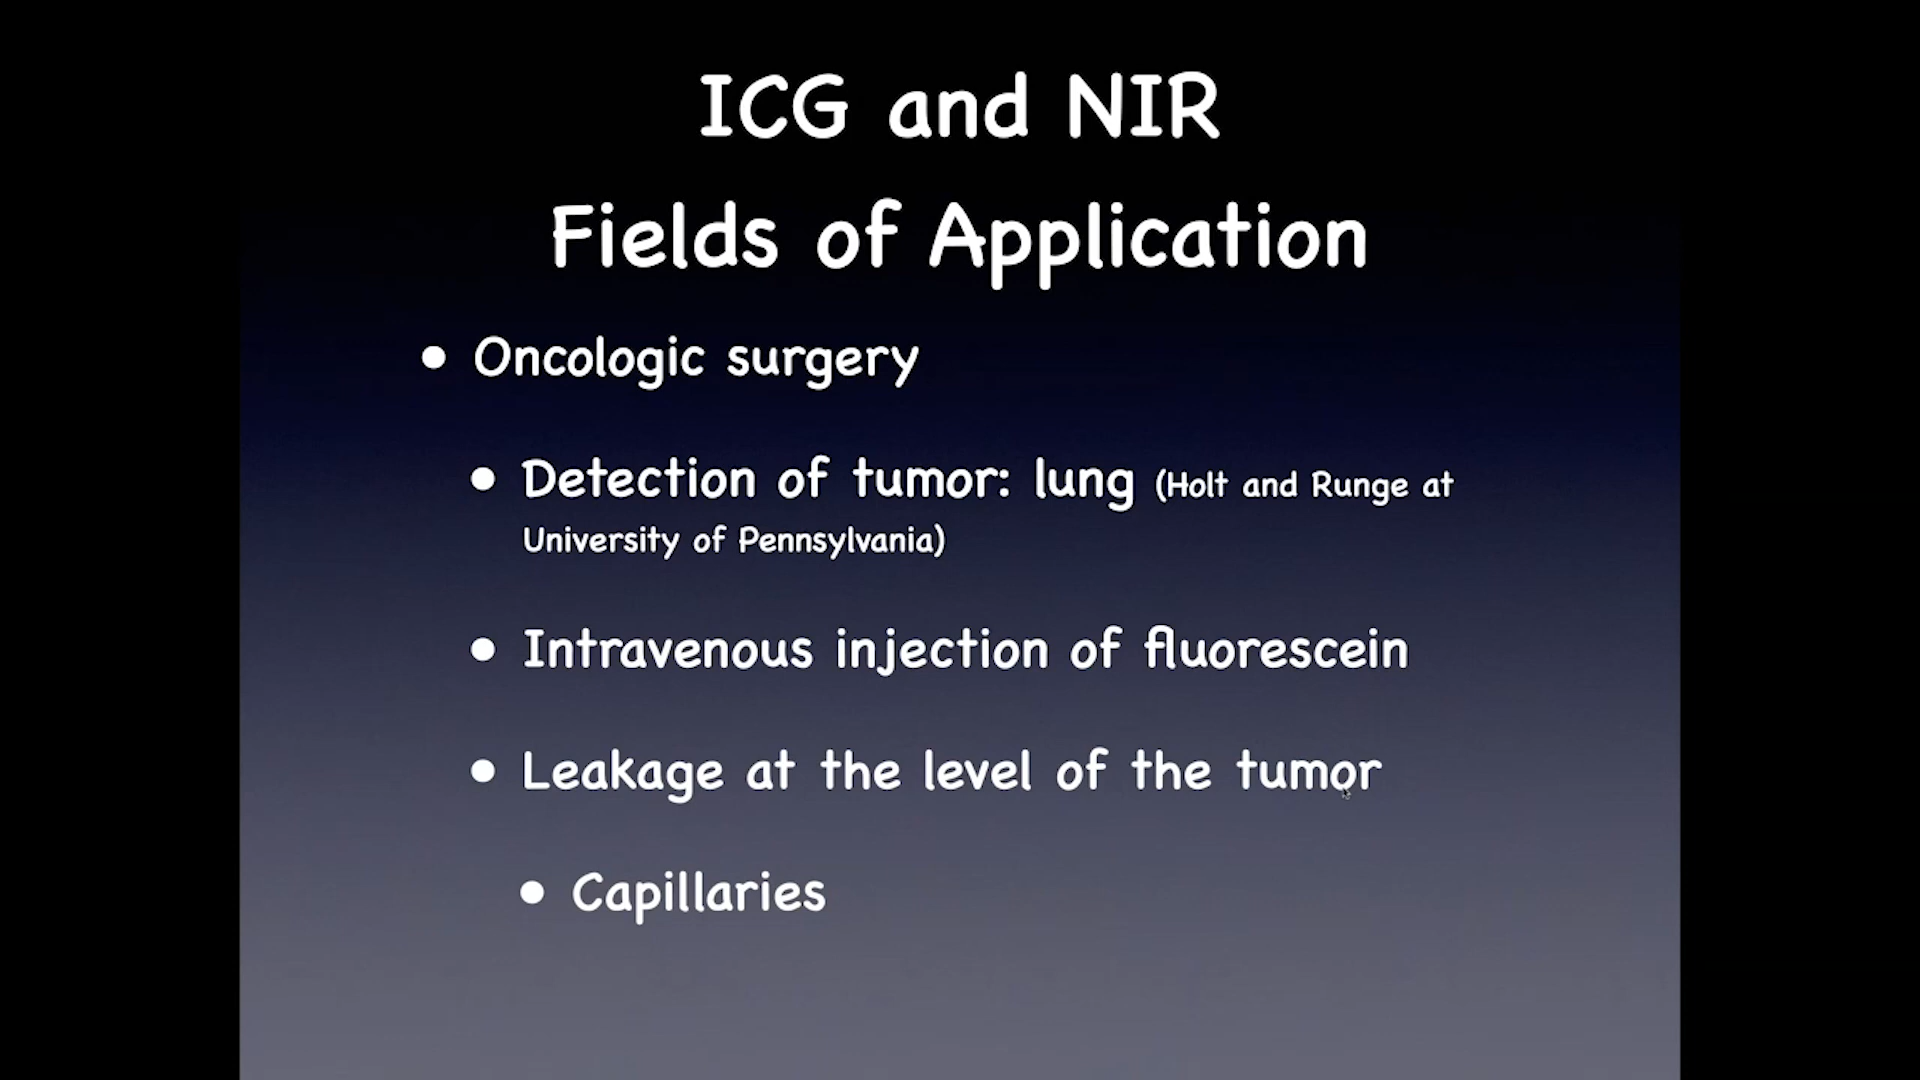 ICG and NIR
Fields of Application
• Oncologic surgery
• Detection of tumor: lung (Holt and Runge at
University of Pennsylvania)
• Intravenous injection of fluorescein
• Leakage at the level of the tumor
• Capillaries